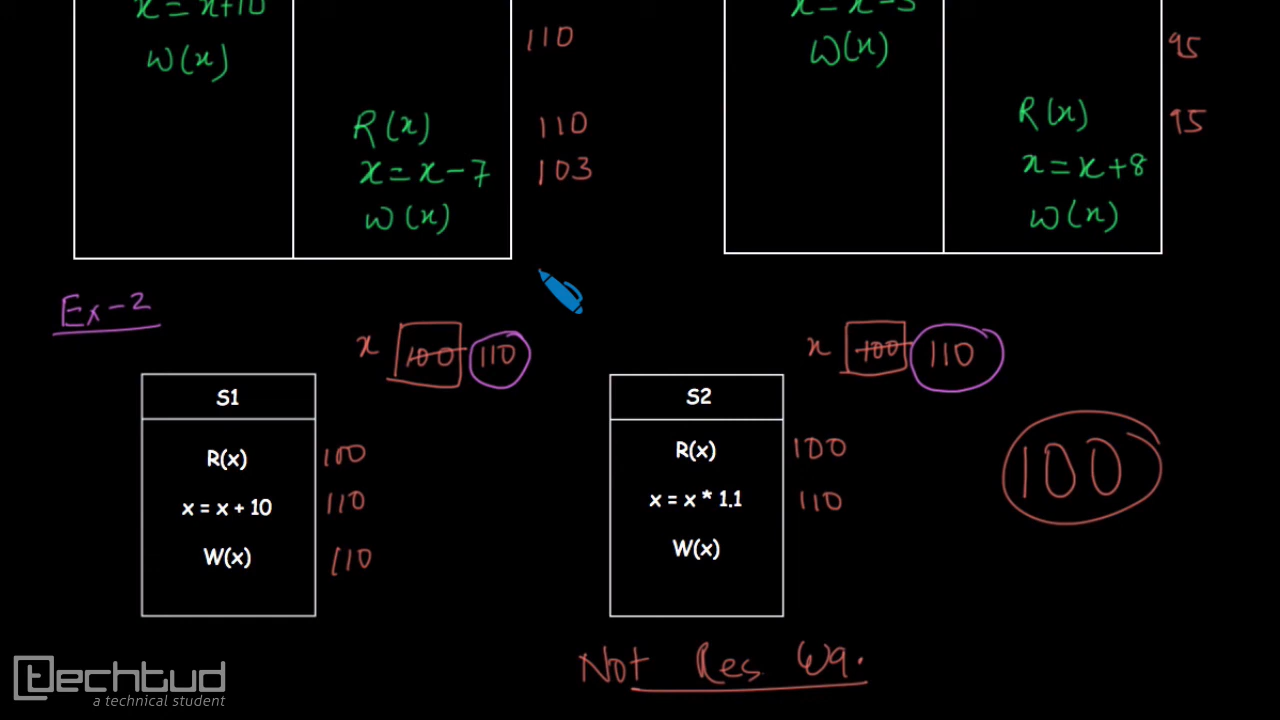 x = x+10
W(x)
110
R(x) 110
x = x - 7 103
W(x)
x = x - 5
W(x)
95
R(x) 95
x = x + 8
W(x)
Ex-2
x 100 110
S1
R(x) 100
x = x + 10 110
W(x) 110
x 100 110
S2
R(x) 100
x = x * 1.1 110
W(x)
100
Not Res
techtud
a technical student